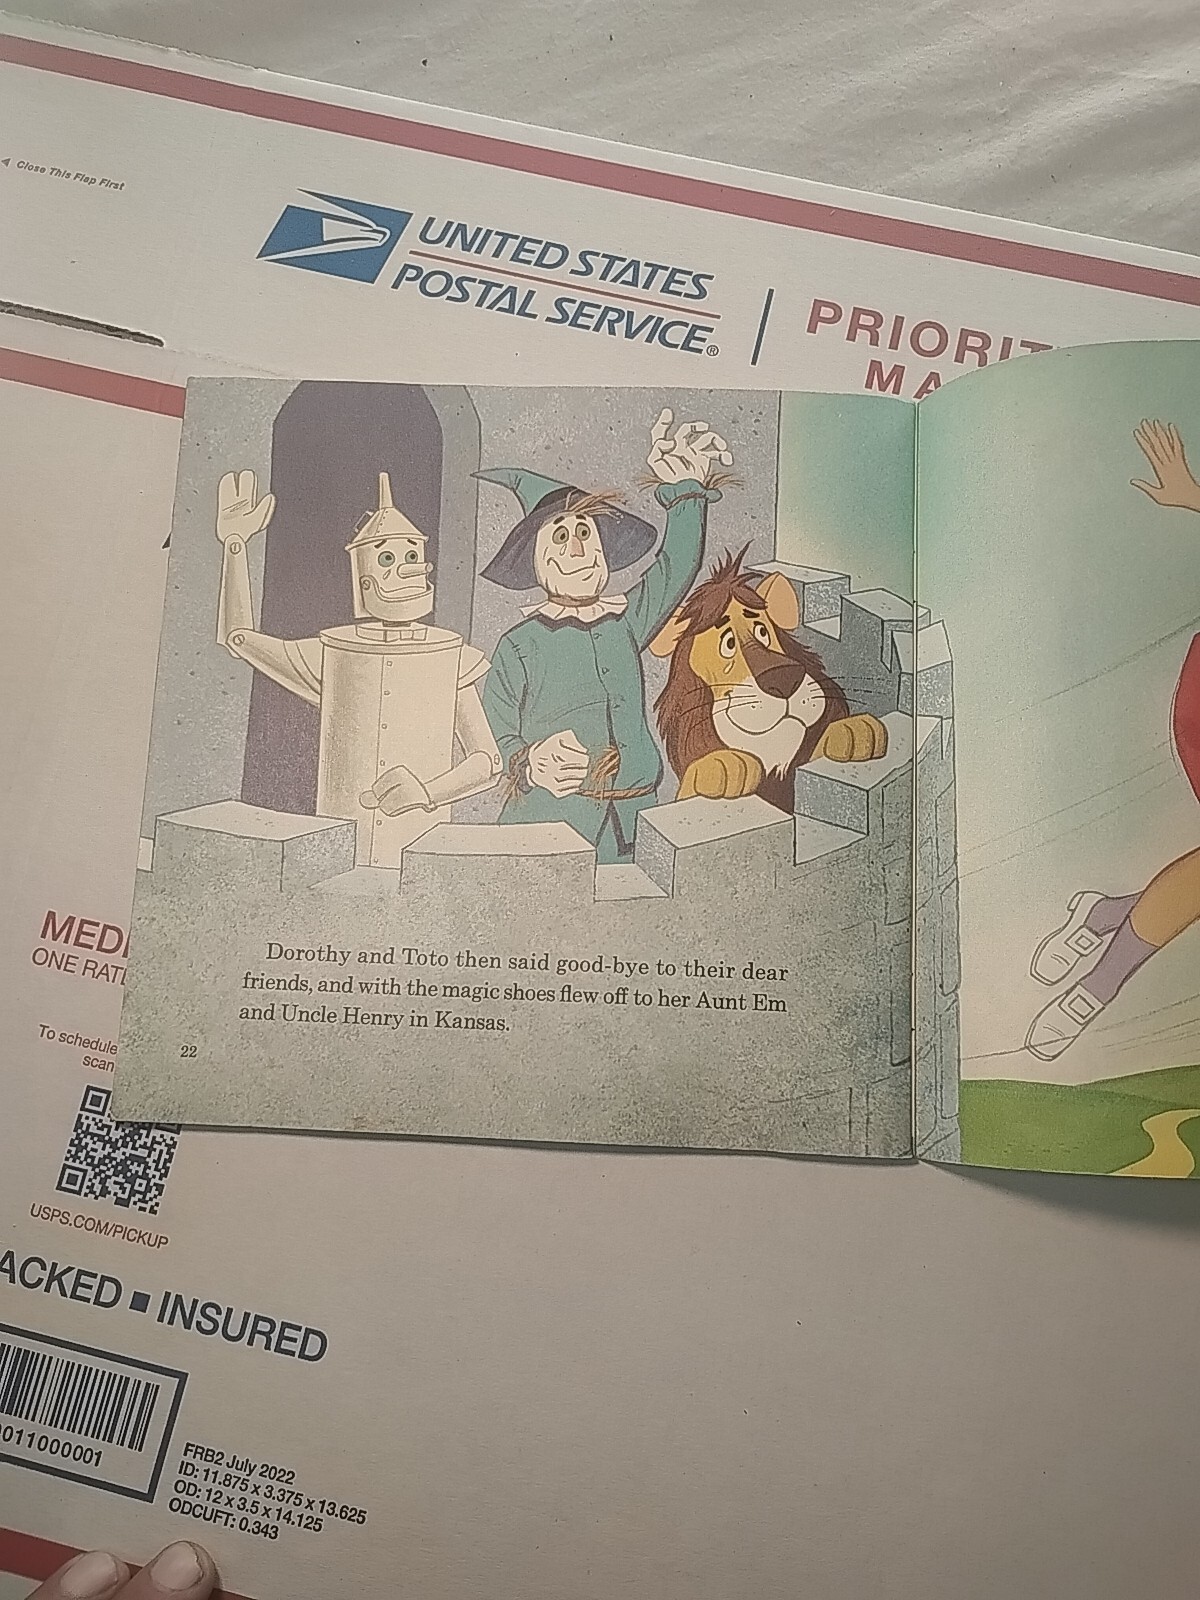 Close This Flap First
UNITED STATES
POSTAL SERVICE®
PRIORIT
MA
Dorothy and Toto then said good-bye to their dear
friends, and with the magic shoes flew off to her Aunt Em
and Uncle Henry in Kansas.
22
MEDI
ONE RATE
To schedule
scan
USPS.COM/PICKUP
ACKED ■ INSURED
011000001
FRB2 July 2022
ID: 11.875 x 3.375 x 13.625
OD: 12 x 3.5 x 14.125
ODCUFT: 0.343